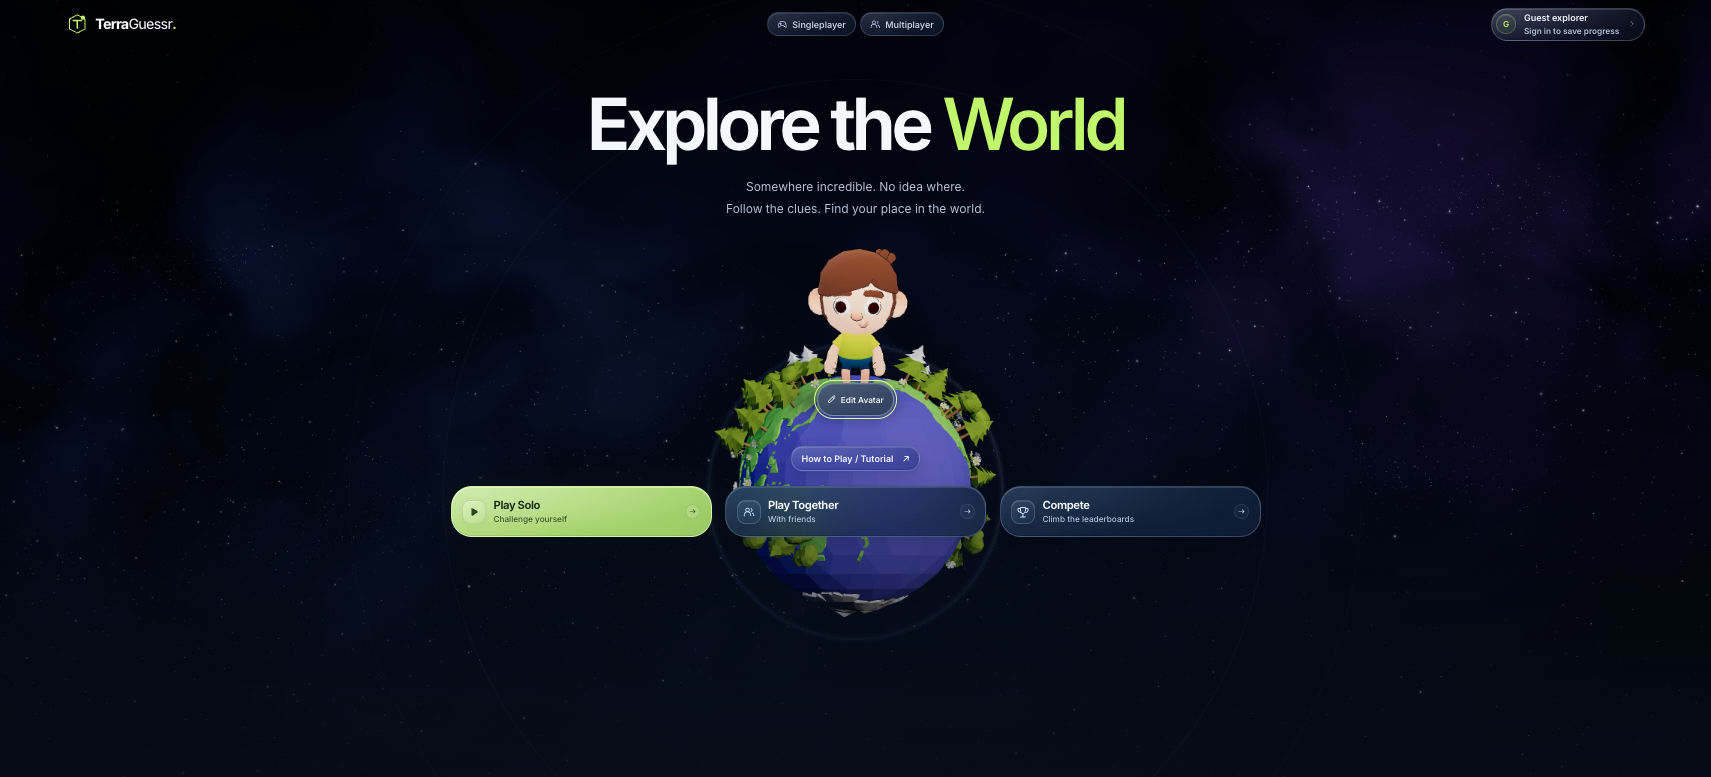 TerraGuessr.
Singleplayer
Multiplayer
G
Guest explorer
Sign in to save progress
Explore the World
Somewhere incredible. No idea where.
Follow the clues. Find your place in the world.
Edit Avatar
How to Play / Tutorial
Play Solo
Challenge yourself
Play Together
With friends
Compete
Climb the leaderboards